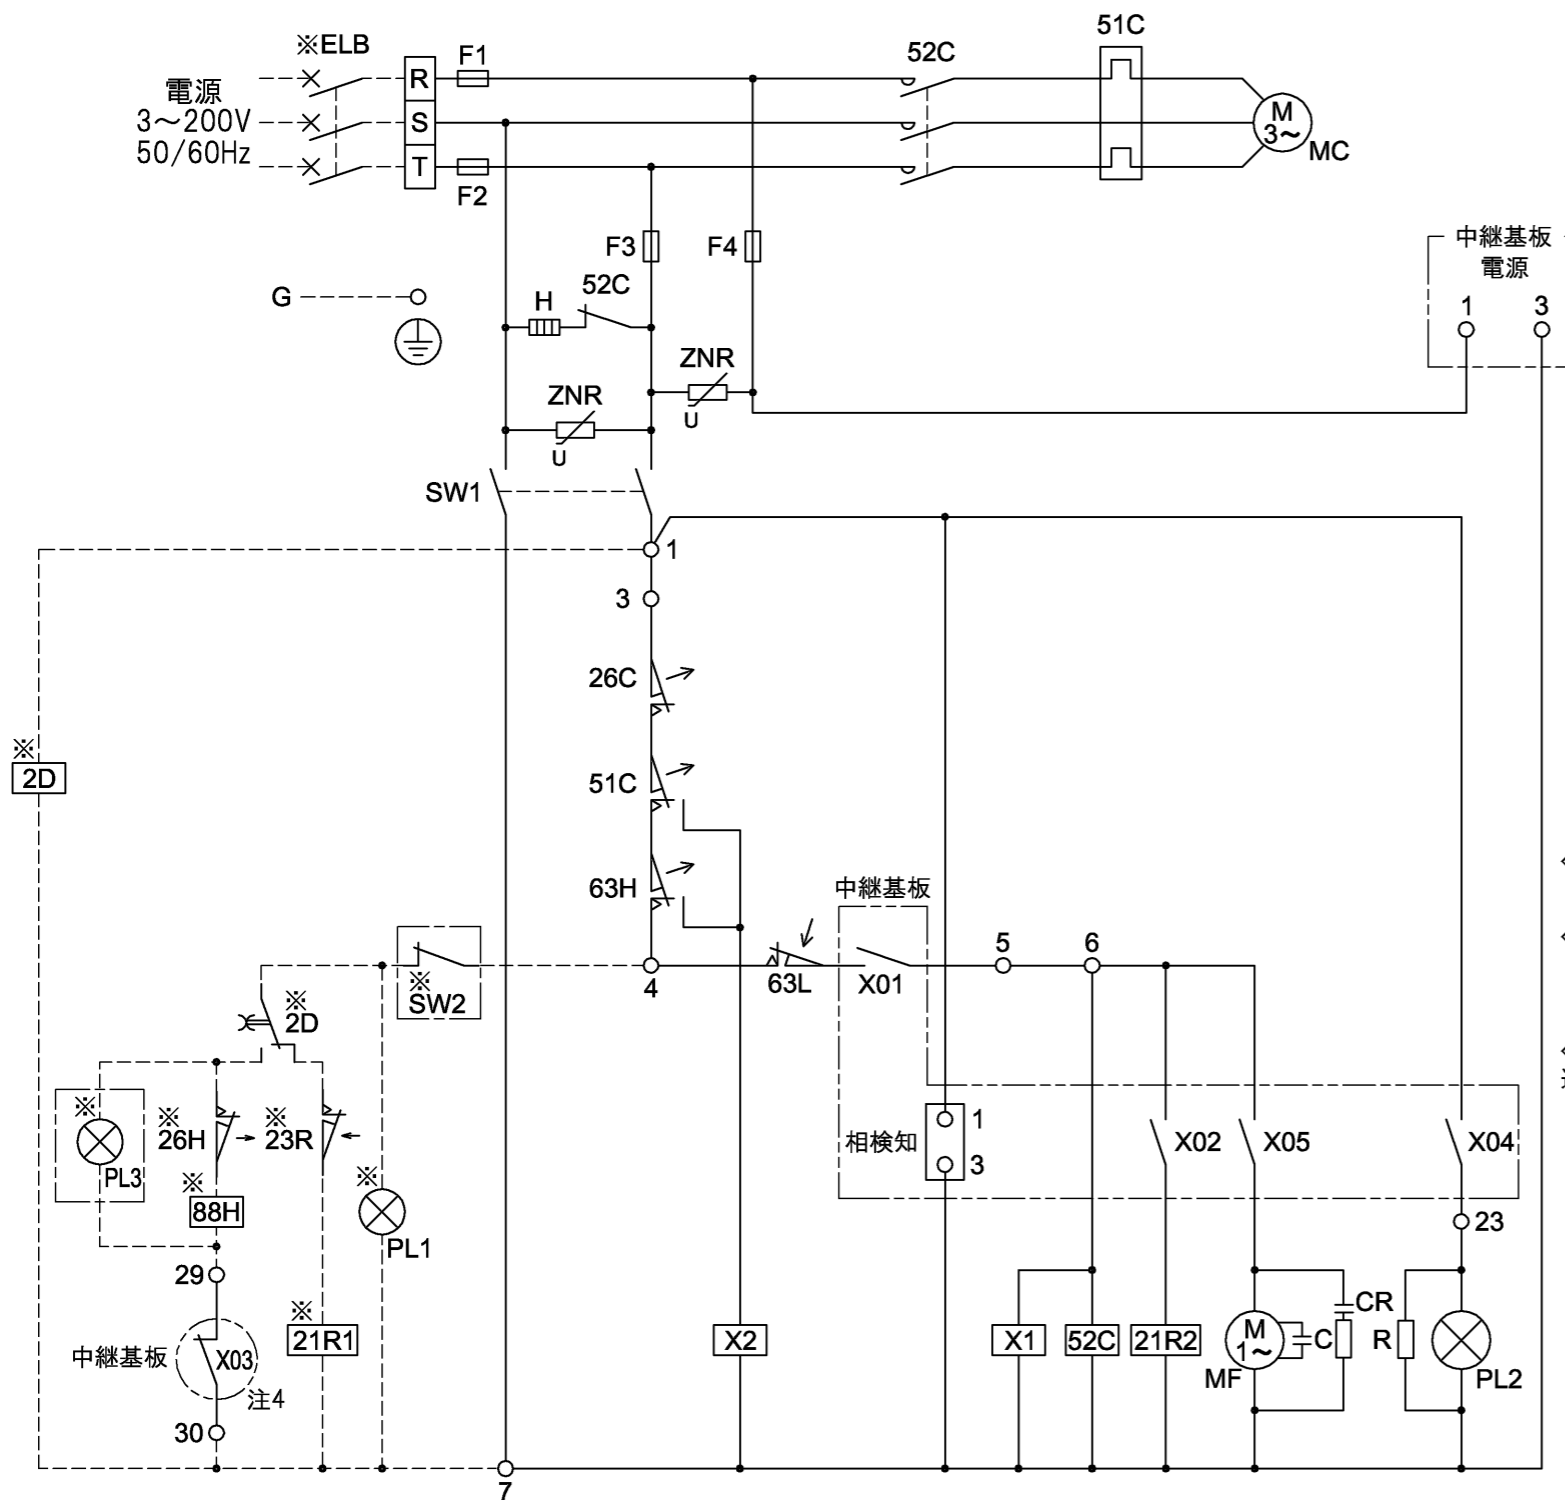 ※ELB
F1
52C
51C
電源
3～200V
50/60Hz
R
S
T
F2
M
3～
MC
F3
F4
52C
G
H
ZNR
U
ZNR
U
中継基板
電源
1
3
SW1
1
3
26C
※
2D
51C
63H
中継基板
※
SW2
4
63L
X01
5
6
※
2D
※
PL3
※
26H
※
23R
※
88H
※
PL1
相検知
1
3
X02
X05
X04
23
29
※
21R1
中継基板
X03
注4
30
X2
X1
52C
21R2
M
1～
MF
C
CR
R
PL2
7